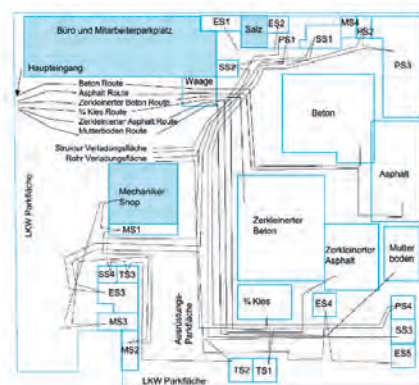 Büro und Mitarbeiterparkplatz
ES1
Salz
ES2
PS1
SS1
MS4
RS2
PS3
SS2
Waage
Haupteingang
Beton Route
Asphalt Route
Zerkleinerter Beton Route
¾ Kies Route
Zerkleinerter Asphalt Route
Mutterboden Route
Struktur Verladungsfläche
Rohr Verladungsfläche
Beton
Asphalt
Mechaniker
Shop
MS1
Zerkleinerter
Beton
Zerkleinerter
Asphalt
Mutter
boden
LKW Parkfläche
SS4
TS3
ES3
MS3
MS2
Ausrüstungs-
Parkfläche
¾ Kies
ES4
PS4
SS3
ES5
TS2
TS1
LKW Parkfläche